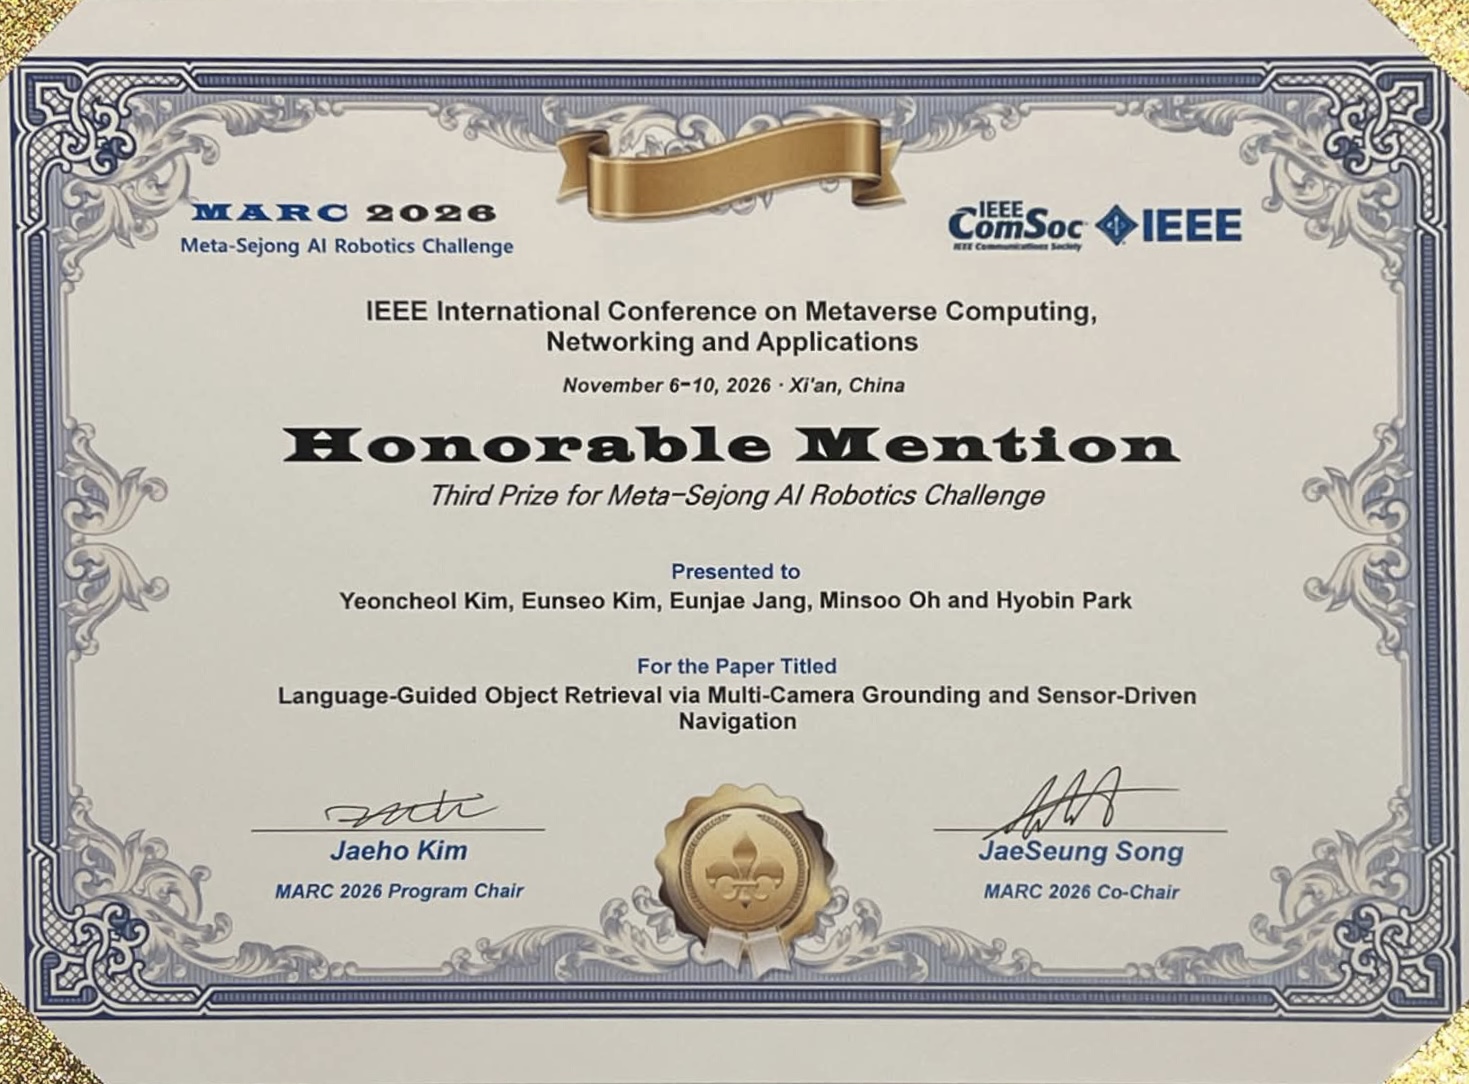 MARC 2026
Meta-Sejong AI Robotics Challenge
IEEE
ComSoc
IEEE Communications Society
IEEE
IEEE International Conference on Metaverse Computing,
Networking and Applications
November 6-10, 2026 · Xi'an, China
Honorable Mention
Third Prize for Meta-Sejong AI Robotics Challenge
Presented to
Yeoncheol Kim, Eunseo Kim, Eunjae Jang, Minsoo Oh and Hyobin Park
For the Paper Titled
Language-Guided Object Retrieval via Multi-Camera Grounding and Sensor-Driven
Navigation
Jaeho Kim
MARC 2026 Program Chair
JaeSeung Song
MARC 2026 Co-Chair